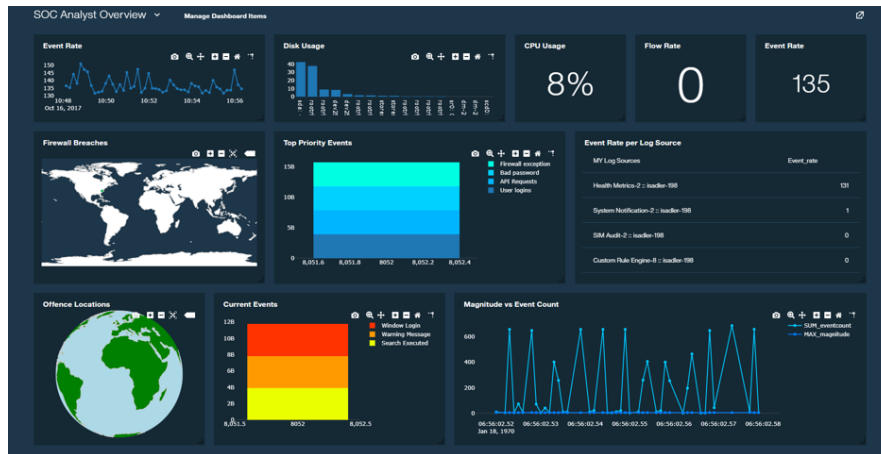 SOC Analyst Overview
Manage Dashboard Items
Event Rate
150
145
140
135
130
10:48 10:50 10:52 10:54 10:56
Oct 16, 2017
Disk Usage
40
30
20
10
0
CPU Usage
8%
Flow Rate
0
Event Rate
135
Firewall Breaches
Top Priority Events
15B
10B
5B
0
8,051.6 8,051.8 8052 8,052.2 8,052.4
Firewall exception
Bad password
API Requests
User logins
Event Rate per Log Source
MY Log Sources Event_rate
Health Metrics-2 :: isadler-198 131
System Notification-2 :: isadler-198 1
SIM Audit-2 :: isadler-198 0
Custom Rule Engine-8 :: isadler-198 0
Offence Locations
Current Events
12B
10B
8B
6B
4B
2B
0
8,051.5 8052 8,052.5
Window Login
Warning Message
Search Executed
Magnitude vs Event Count
600
400
200
0
06:56:02.52 06:56:02.53 06:56:02.54 06:56:02.55 06:56:02.56 06:56:02.57 06:56:02.58
Jan 18, 1970
SUM_eventcount
MAX_magnitude